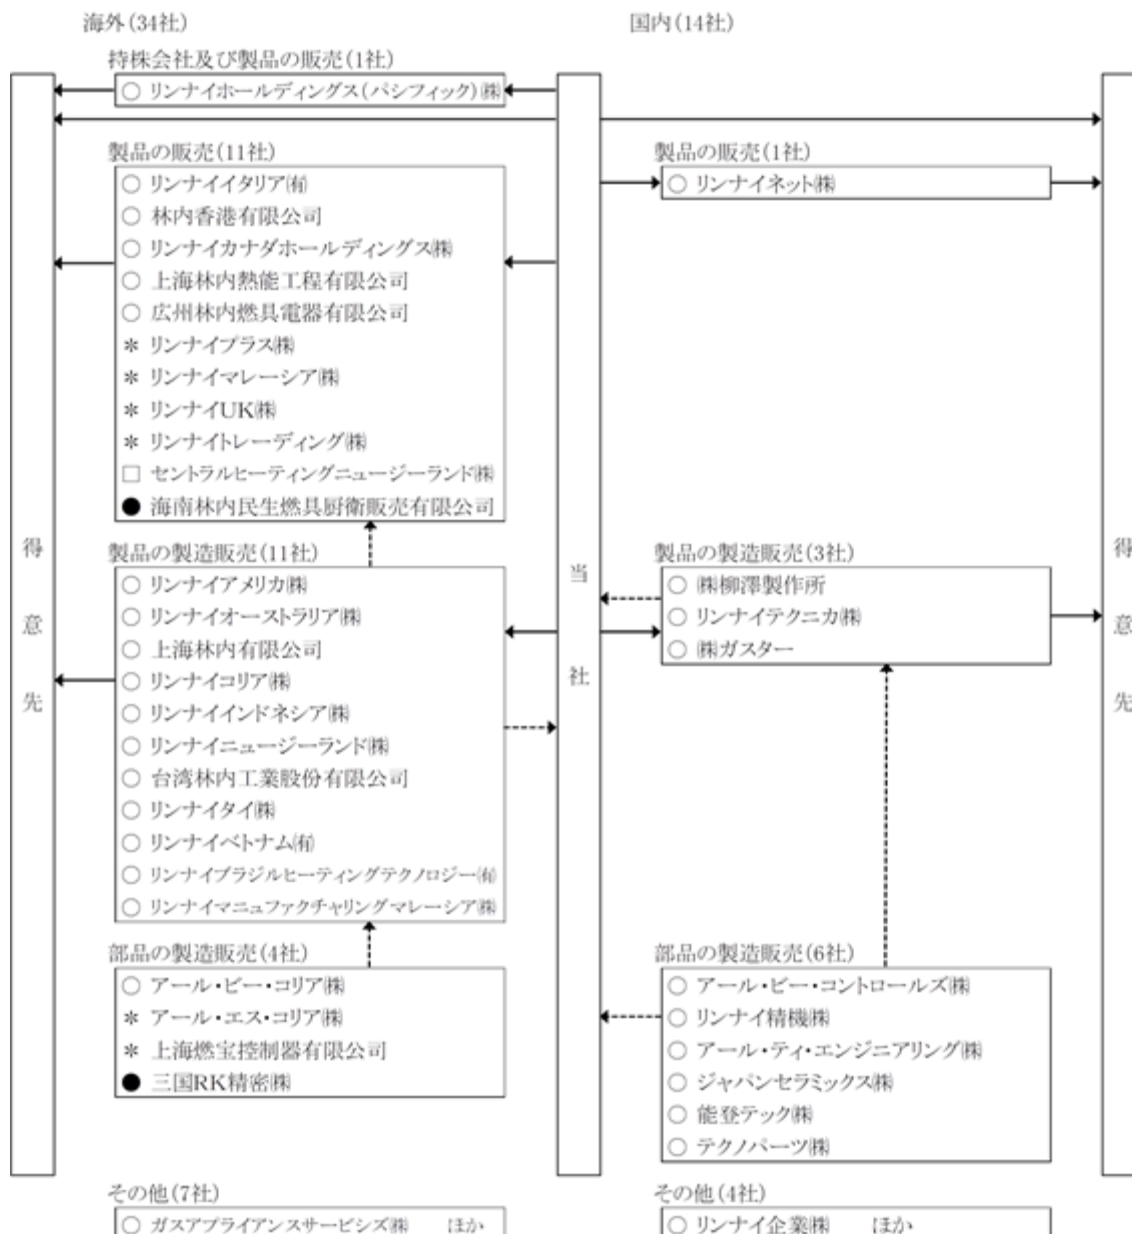 海外(34社)
持株会社及び製品の販売(1社)
○ リンナイホールディングス(パシフィック)㈱
製品の販売(11社)
○ リンナイイタリア㈲
○ 林内香港有限公司
○ リンナイカナダホールディングス㈱
○ 上海林内熱能工程有限公司
○ 広州林内燃具電器有限公司
* リンナイプラス㈱
* リンナイマレーシア㈱
* リンナイUK㈱
* リンナイトレーディング㈱
□ セントラルヒーティングニュージーランド㈱
● 海南林内民生燃具厨衛販売有限公司
製品の製造販売(11社)
○ リンナイアメリカ㈱
○ リンナイオーストラリア㈱
○ 上海林内有限公司
○ リンナイコリア㈱
○ リンナイインドネシア㈱
○ リンナイニュージーランド㈱
○ 台湾林内工業股份有限公司
○ リンナイタイ㈱
○ リンナイベトナム㈲
○ リンナイブラジルヒーティングテクノロジー㈲
○ リンナイマニュファクチャリングマレーシア㈱
部品の製造販売(4社)
○ アール・ビー・コリア㈱
* アール・エス・コリア㈱
* 上海燃宝控制器有限公司
● 三国RK精密㈱
その他(7社)
○ ガスアプライアンスサービシズ㈱ ほか
得意先
当社
国内(14社)
製品の販売(1社)
○ リンナイネット㈱
製品の製造販売(3社)
○ ㈱柳澤製作所
○ リンナイテクニカ㈱
○ ㈱ガスター
部品の製造販売(6社)
○ アール・ビー・コントロールズ㈱
○ リンナイ精機㈱
○ アール・ティ・エンジニアリング㈱
○ ジャパンセラミックス㈱
○ 能登テック㈱
○ テクノパーツ㈱
その他(4社)
○ リンナイ企業㈱ ほか
得意先